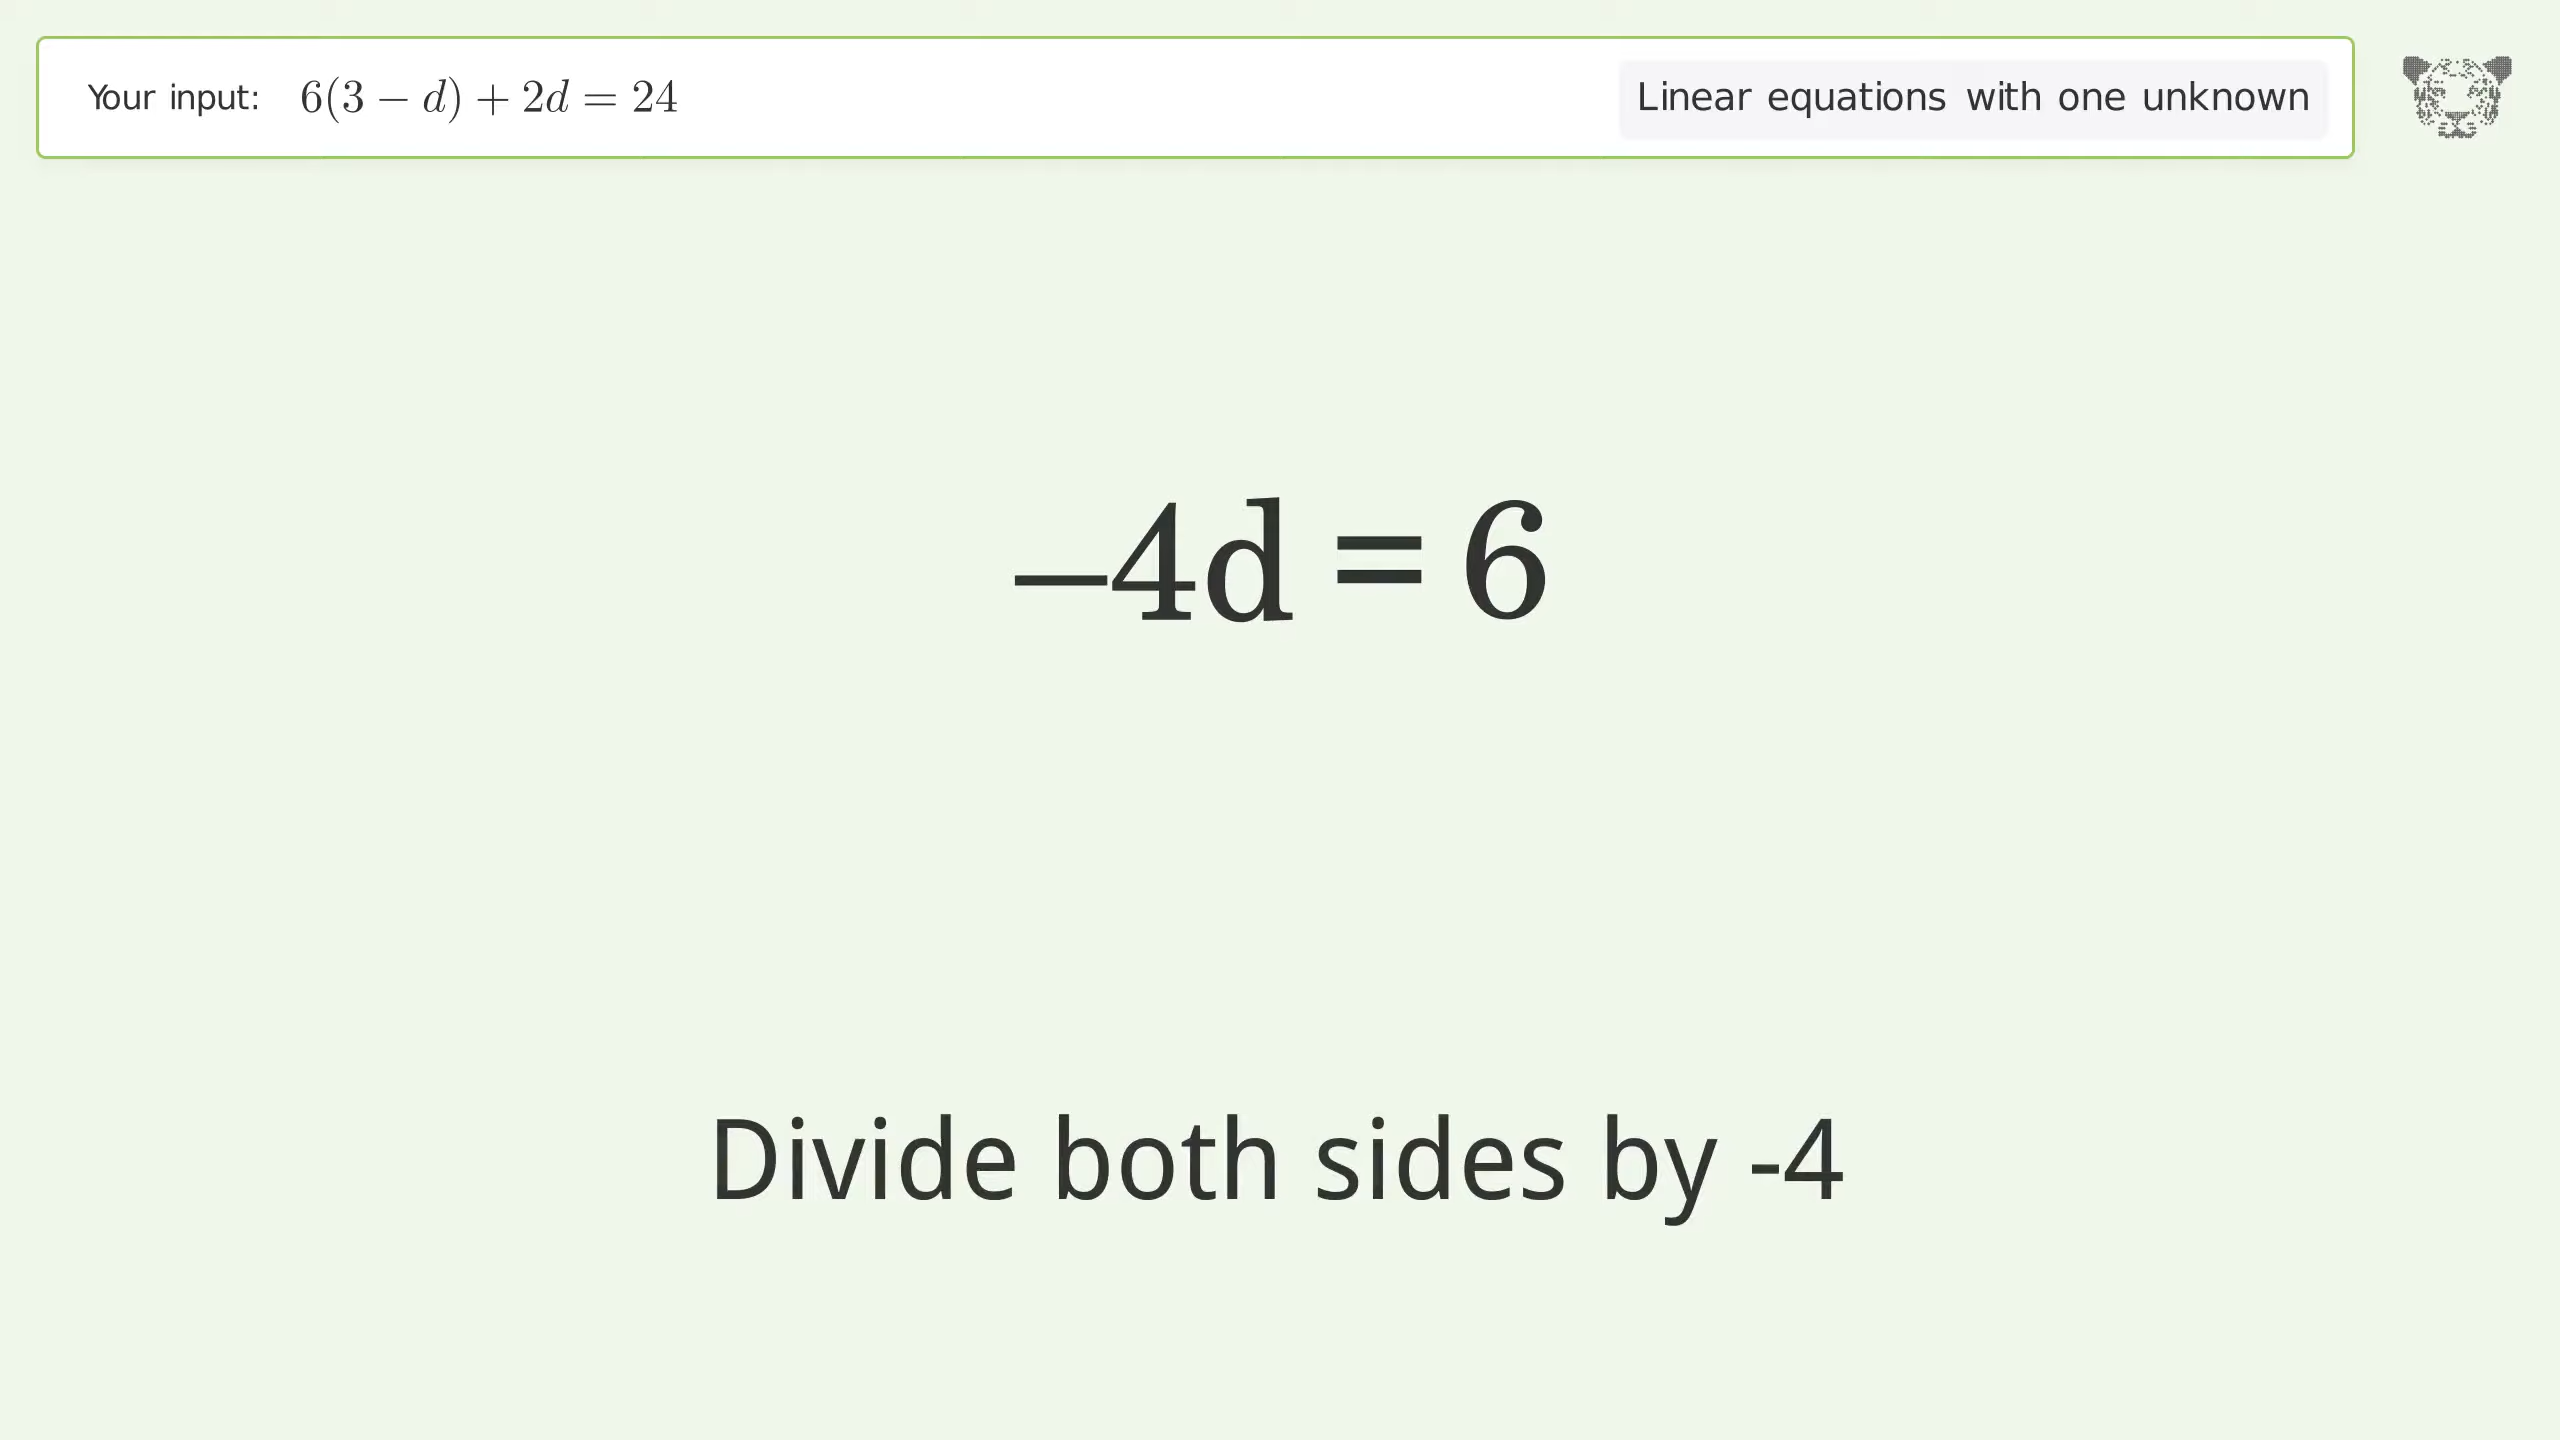 Your input: 6(3 − d) + 2d = 24
Linear equations with one unknown
−4d = 6
Divide both sides by -4